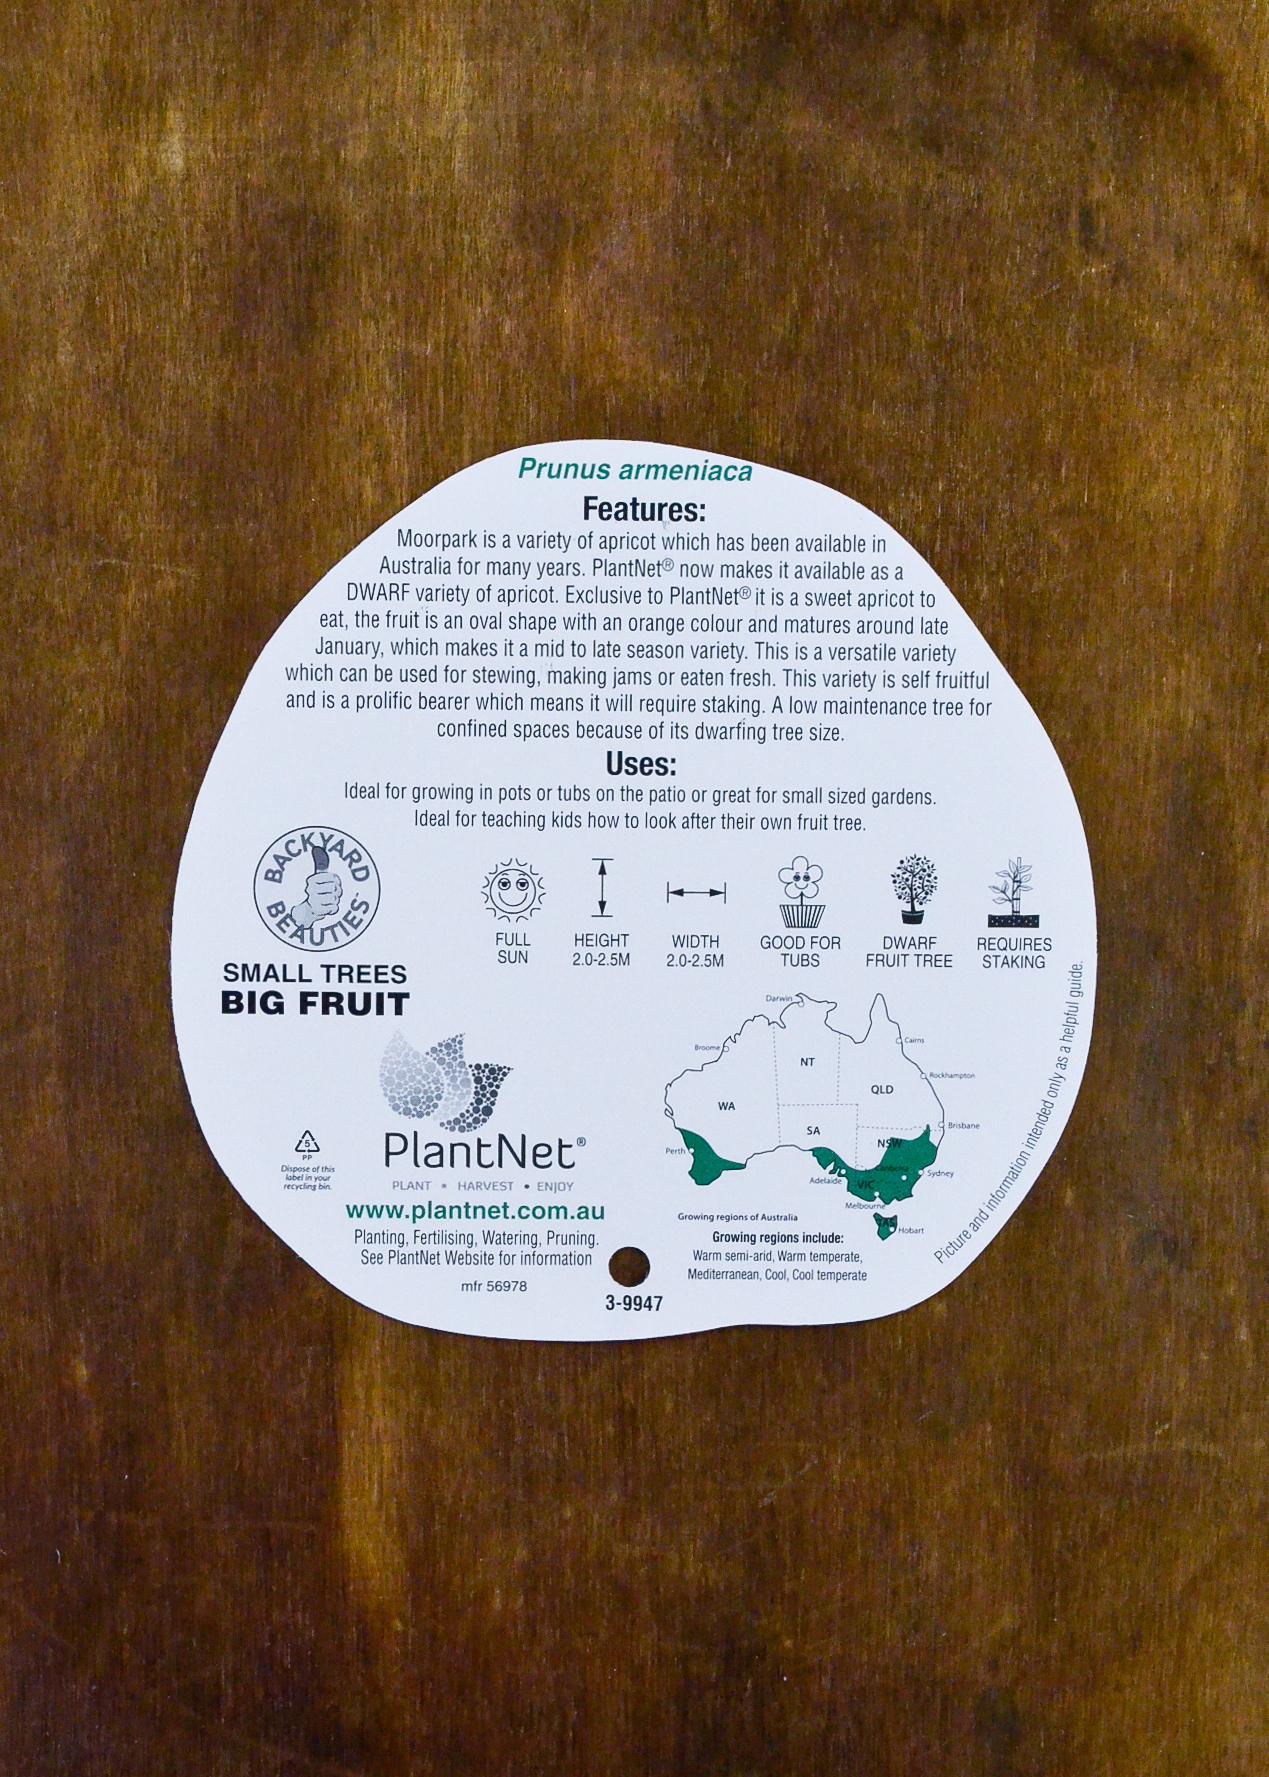 Prunus armeniaca
Features:
Moorpark is a variety of apricot which has been available in
Australia for many years. PlantNet® now makes it available as a
DWARF variety of apricot. Exclusive to PlantNet® it is a sweet apricot to
eat, the fruit is an oval shape with an orange colour and matures around late
January, which makes it a mid to late season variety. This is a versatile variety
which can be used for stewing, making jams or eaten fresh. This variety is self fruitful
and is a prolific bearer which means it will require staking. A low maintenance tree for
confined spaces because of its dwarfing tree size.
Uses:
Ideal for growing in pots or tubs on the patio or great for small sized gardens.
Ideal for teaching kids how to look after their own fruit tree.
BACKYARD
BEAUTIES
SMALL TREES
BIG FRUIT
FULL
SUN
HEIGHT
2.0-2.5M
WIDTH
2.0-2.5M
GOOD FOR
TUBS
DWARF
FRUIT TREE
REQUIRES
STAKING
5
PP
Dispose of this
label in your
recycling bin.
PlantNet®
PLANT • HARVEST • ENJOY
www.plantnet.com.au
Planting, Fertilising, Watering, Pruning.
See PlantNet Website for information
mfr 56978
3-9947
Darwin
Broome
Cairns
NT
Rockhampton
QLD
WA
SA
Brisbane
NSW
Perth
Canberra
Sydney
Adelaide
VIC
Melbourne
TAS
Hobart
Growing regions of Australia
Growing regions include:
Warm semi-arid, Warm temperate,
Mediterranean, Cool, Cool temperate
Picture and information intended only as a helpful guide.